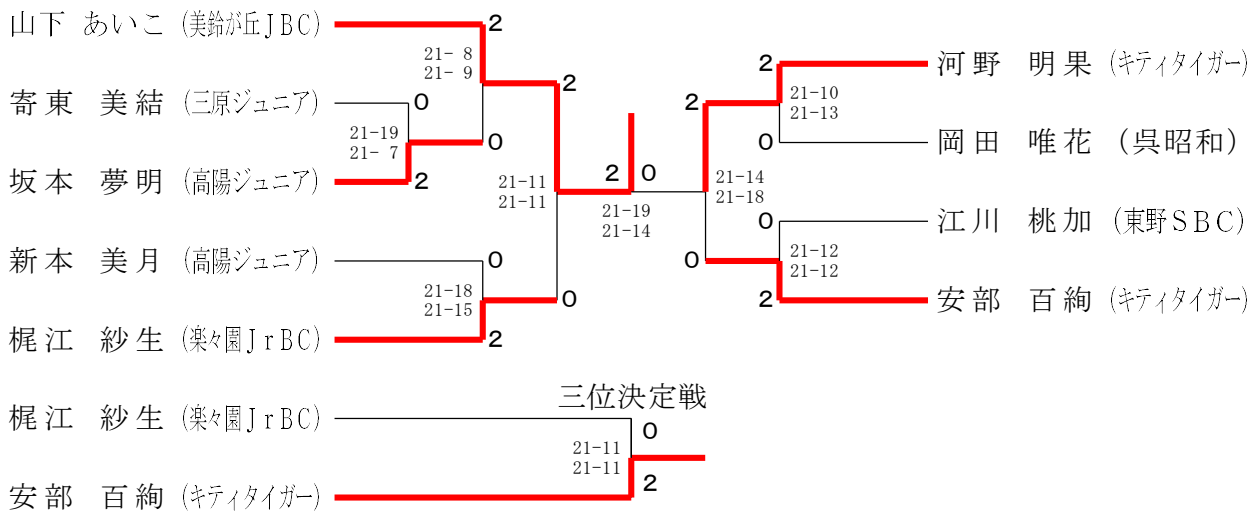 山下 あいこ (美鈴が丘JBC)
2
21- 8
21- 9
2
寄東 美結 (三原ジュニア)
0
21-19
21- 7
0
坂本 夢明 (高陽ジュニア)
2
21-11
21-11
新本 美月 (高陽ジュニア)
0
21-18
21-15
0
梶江 紗生 (楽々園JrBC)
2
2 0
21-19
21-14
2 河野 明果 (キティタイガー)
21-10
21-13
2
0 岡田 唯花 (呉昭和)
21-14
21-18
0 江川 桃加 (東野SBC)
21-12
21-12
0
2 安部 百絢 (キティタイガー)
三位決定戦
梶江 紗生 (楽々園JrBC)
0
21-11
21-11
2
安部 百絢 (キティタイガー)